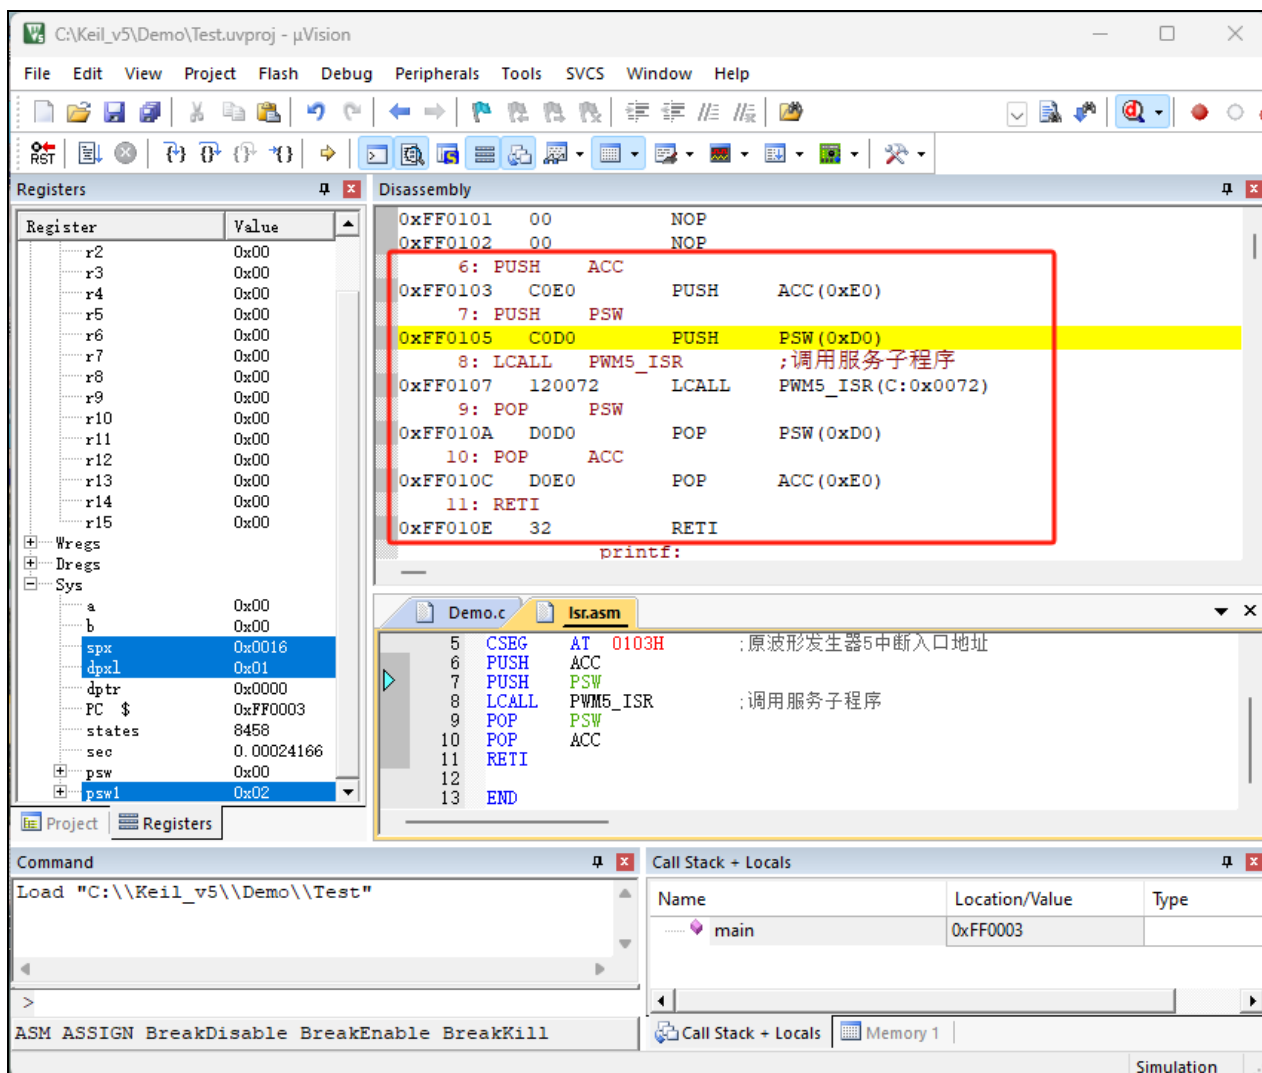 C:\Keil_v5\Demo\Test.uvproj - µVision
File Edit View Project Flash Debug Peripherals Tools SVCS Window Help
RST
Registers
Register Value
r2 0x00
r3 0x00
r4 0x00
r5 0x00
r6 0x00
r7 0x00
r8 0x00
r9 0x00
r10 0x00
r11 0x00
r12 0x00
r13 0x00
r14 0x00
r15 0x00
Wregs
Dregs
Sys
a 0x00
b 0x00
spx 0x0016
dpxl 0x01
dptr 0x0000
PC $ 0xFF0003
states 8458
sec 0.00024166
psw 0x00
psw1 0x02
Project Registers
Disassembly
0xFF0101 00 NOP
0xFF0102 00 NOP
6: PUSH ACC
0xFF0103 C0E0 PUSH ACC(0xE0)
7: PUSH PSW
0xFF0105 C0D0 PUSH PSW(0xD0)
8: LCALL PWM5_ISR ;调用服务子程序
0xFF0107 120072 LCALL PWM5_ISR(C:0x0072)
9: POP PSW
0xFF010A D0D0 POP PSW(0xD0)
10: POP ACC
0xFF010C D0E0 POP ACC(0xE0)
11: RETI
0xFF010E 32 RETI
printf:
Demo.c Isr.asm
5 CSEG AT 0103H ;原波形发生器5中断入口地址
6 PUSH ACC
7 PUSH PSW
8 LCALL PWM5_ISR ;调用服务子程序
9 POP PSW
10 POP ACC
11 RETI
12
13 END
Command
Load "C:\\Keil_v5\\Demo\\Test"
>
ASM ASSIGN BreakDisable BreakEnable BreakKill
Call Stack + Locals
Name Location/Value Type
main 0xFF0003
Call Stack + Locals Memory 1
Simulation